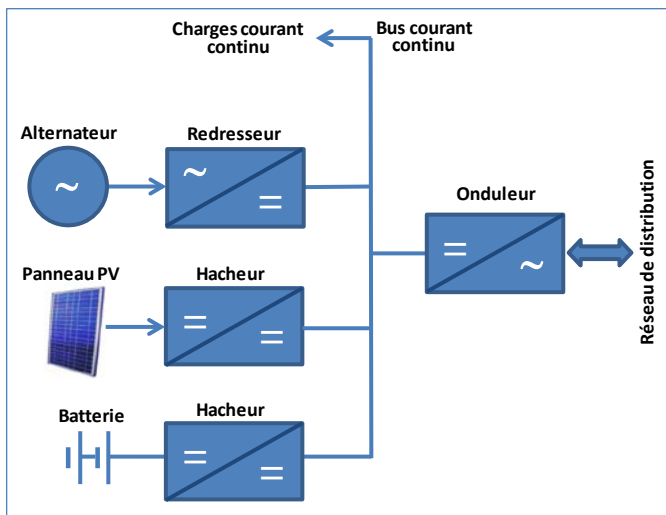 Charges courant
continu
Bus courant
continu
Alternateur
Redresseur
~
~
=
Onduleur
=
~
Réseau de distribution
Panneau PV
Hacheur
=
=
Batterie
Hacheur
=
=